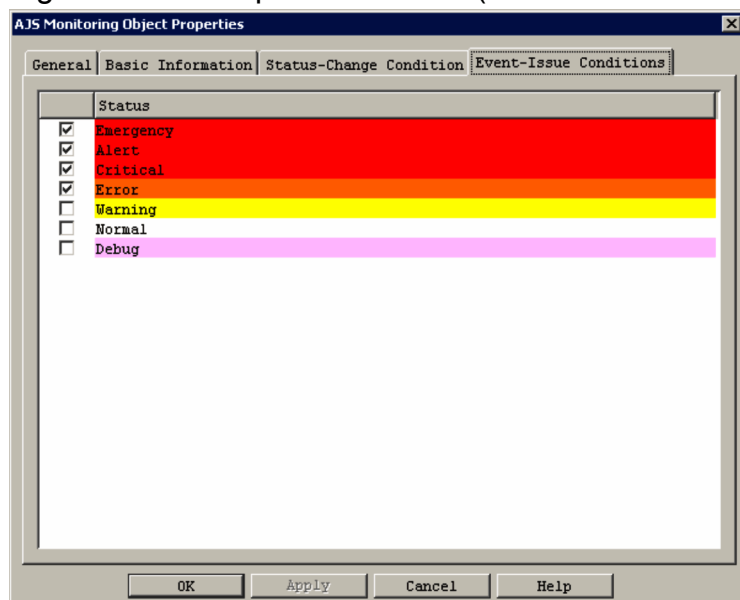 AJS Monitoring Object Properties
General Basic Information Status-Change Condition Event-Issue Conditions
Status
Emergency
Alert
Critical
Error
Warning
Normal
Debug
OK Apply Cancel Help